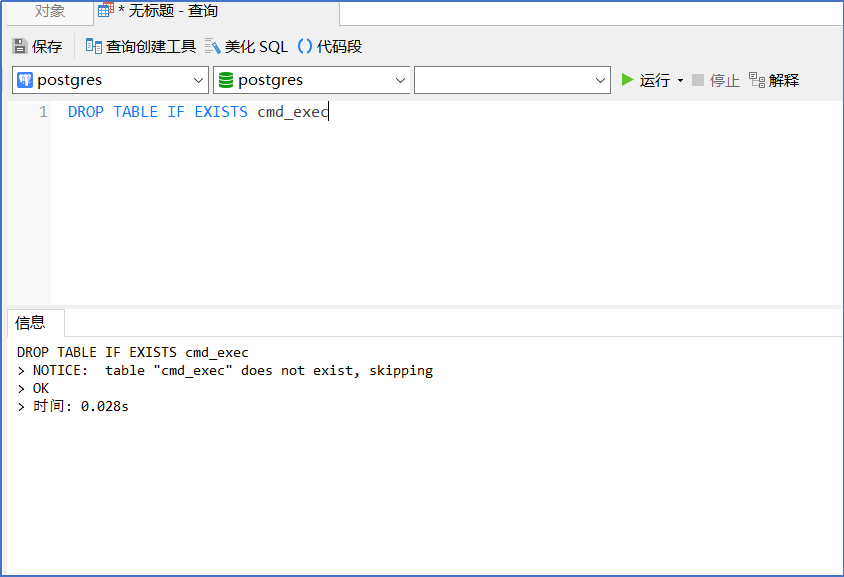 对象
* 无标题 - 查询
保存 查询创建工具 美化 SQL () 代码段
postgres postgres 运行 停止 解释
1 DROP TABLE IF EXISTS cmd_exec
信息
DROP TABLE IF EXISTS cmd_exec
> NOTICE:  table "cmd_exec" does not exist, skipping
> OK
> 时间: 0.028s